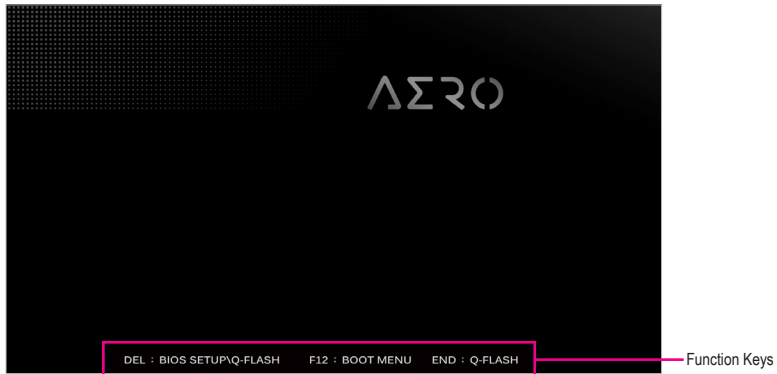 AERO
DEL : BIOS SETUP\Q-FLASH F12 : BOOT MENU END : Q-FLASH
Function Keys